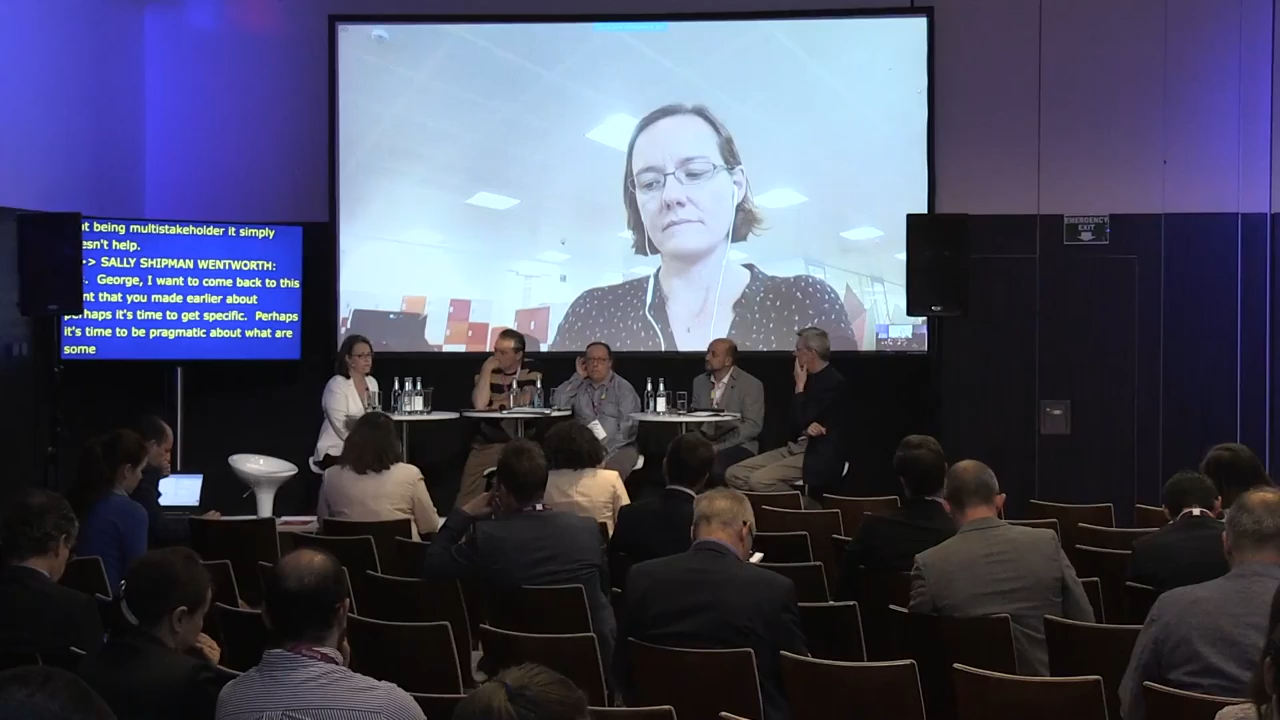 being multistakeholder it simply
doesn't help.
>> SALLY SHIPMAN WENTWORTH:
George, I want to come back to this
that you made earlier about
perhaps it's time to get specific. Perhaps
it's time to be pragmatic about what are
some
EMERGENCY
EXIT